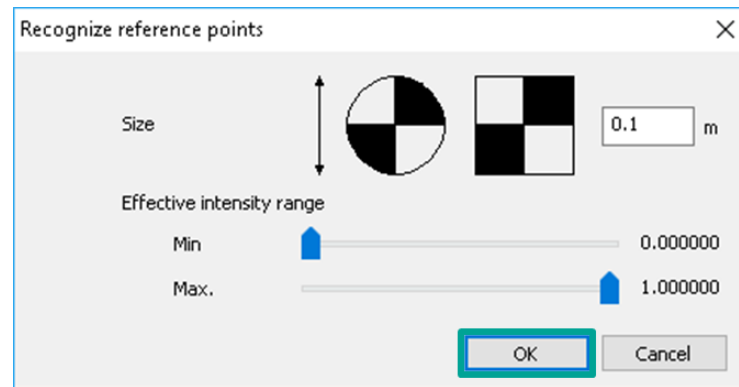 Recognize reference points
Size
0.1 m
Effective intensity range
Min 0.000000
Max. 1.000000
OK Cancel